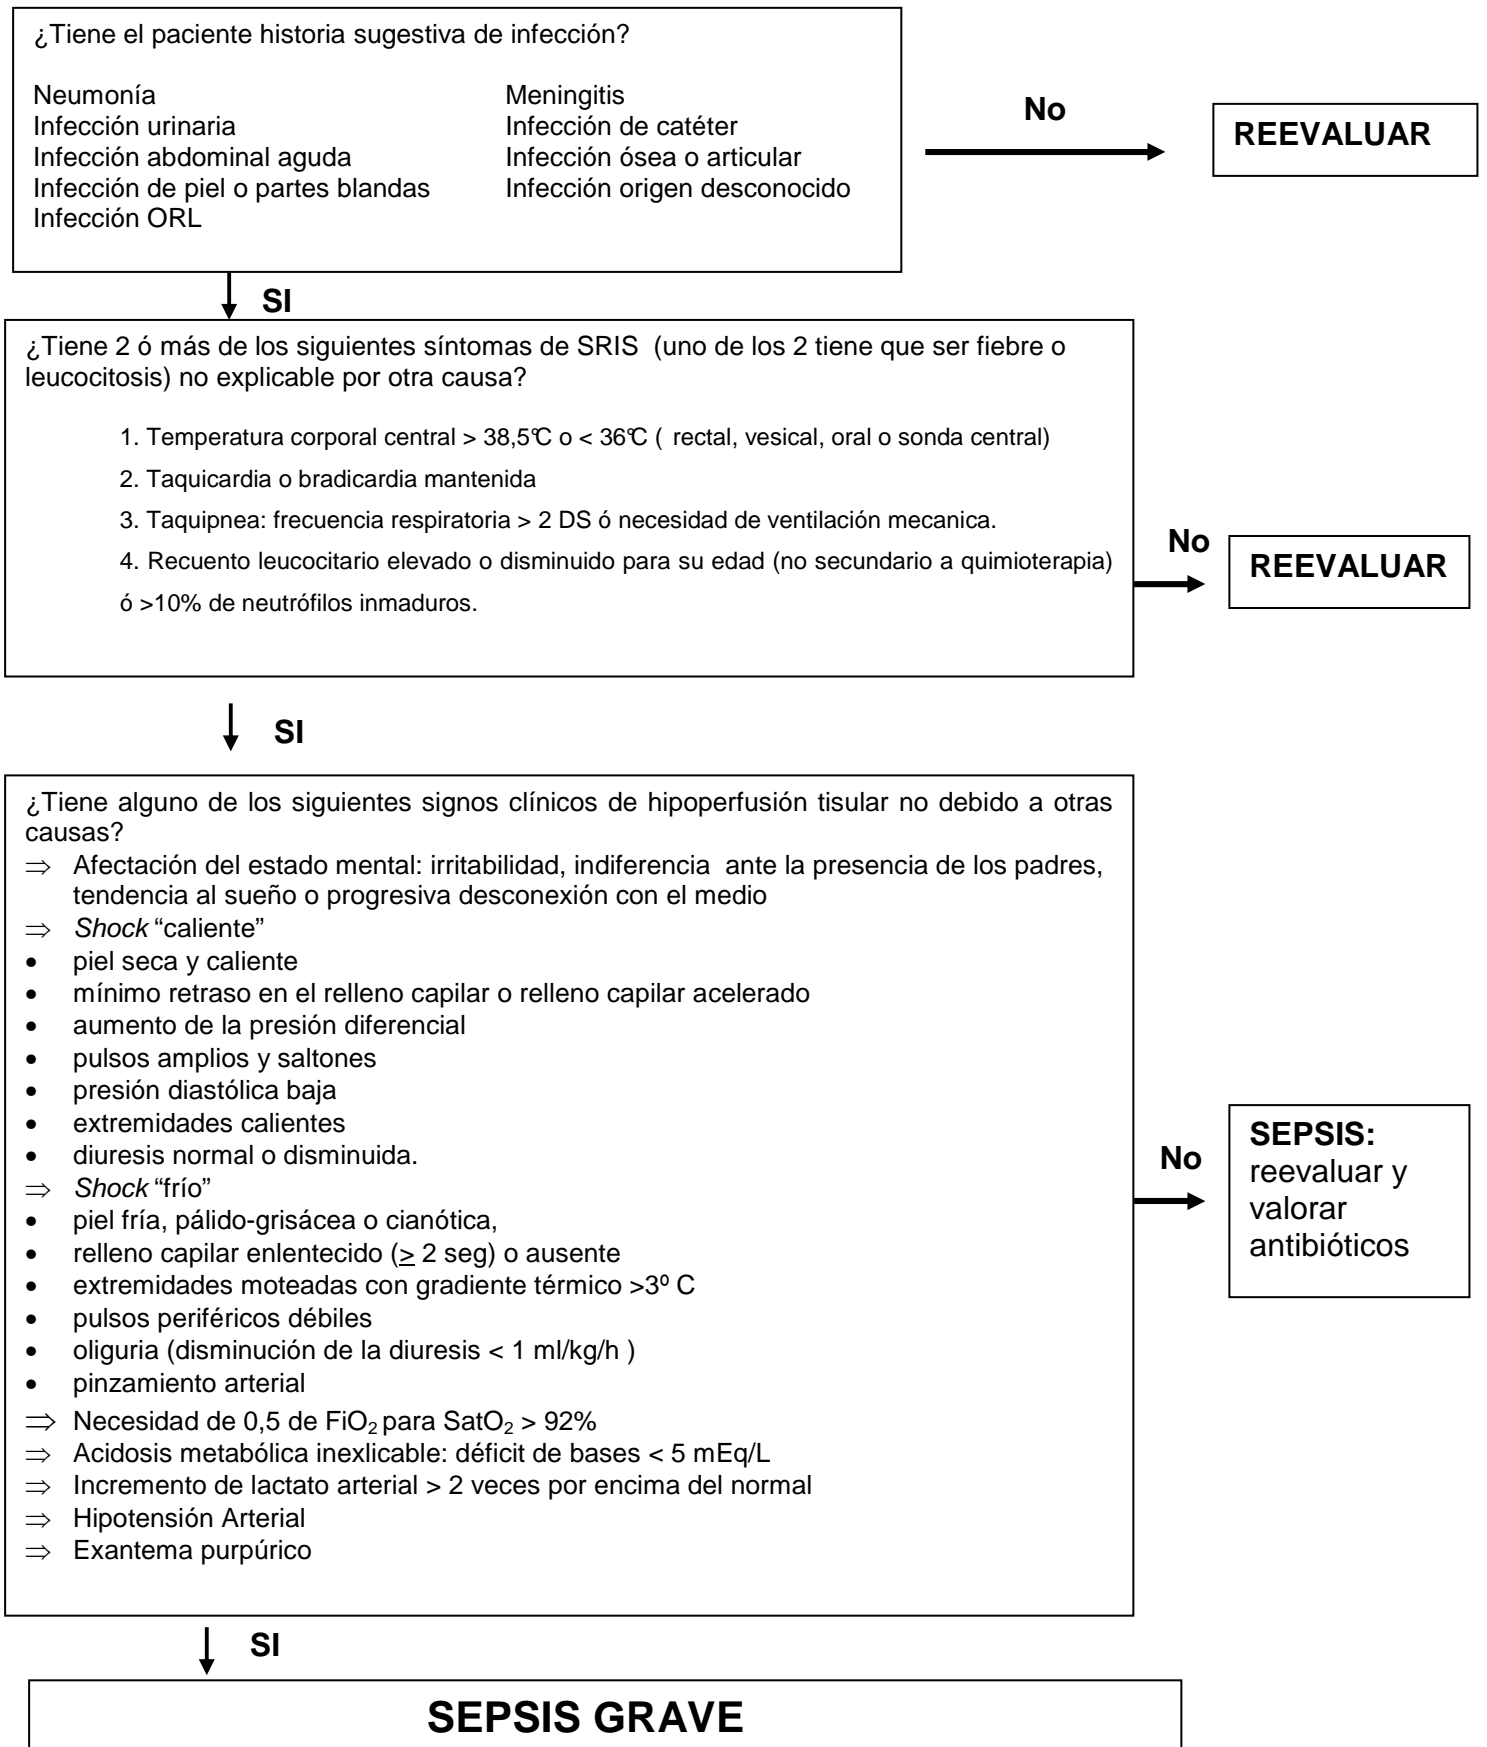 ¿Tiene el paciente historia sugestiva de infección?
Neumonía
Infección urinaria
Infección abdominal aguda
Infección de piel o partes blandas
Infección ORL
Meningitis
Infección de catéter
Infección ósea o articular
Infección origen desconocido
No
REEVALUAR
SI
¿Tiene 2 ó más de los siguientes síntomas de SRIS (uno de los 2 tiene que ser fiebre o
leucocitosis) no explicable por otra causa?
1. Temperatura corporal central > 38,5°C o < 36°C ( rectal, vesical, oral o sonda central)
2. Taquicardia o bradicardia mantenida
3. Taquipnea: frecuencia respiratoria > 2 DS ó necesidad de ventilación mecanica.
4. Recuento leucocitario elevado o disminuido para su edad (no secundario a quimioterapia)
ó >10% de neutrófilos inmaduros.
No
REEVALUAR
SI
¿Tiene alguno de los siguientes signos clínicos de hipoperfusión tisular no debido a otras
causas?
⇒ Afectación del estado mental: irritabilidad, indiferencia ante la presencia de los padres,
tendencia al sueño o progresiva desconexión con el medio
⇒ Shock “caliente”
• piel seca y caliente
• mínimo retraso en el relleno capilar o relleno capilar acelerado
• aumento de la presión diferencial
• pulsos amplios y saltones
• presión diastólica baja
• extremidades calientes
• diuresis normal o disminuida.
⇒ Shock “frío”
• piel fría, pálido-grisácea o cianótica,
• relleno capilar enlentecido (≥ 2 seg) o ausente
• extremidades moteadas con gradiente térmico >3º C
• pulsos periféricos débiles
• oliguria (disminución de la diuresis < 1 ml/kg/h )
• pinzamiento arterial
⇒ Necesidad de 0,5 de FiO₂ para SatO₂ > 92%
⇒ Acidosis metabólica inexlicable: déficit de bases < 5 mEq/L
⇒ Incremento de lactato arterial > 2 veces por encima del normal
⇒ Hipotensión Arterial
⇒ Exantema purpúrico
No
SEPSIS:
reevaluar y
valorar
antibióticos
SI
SEPSIS GRAVE